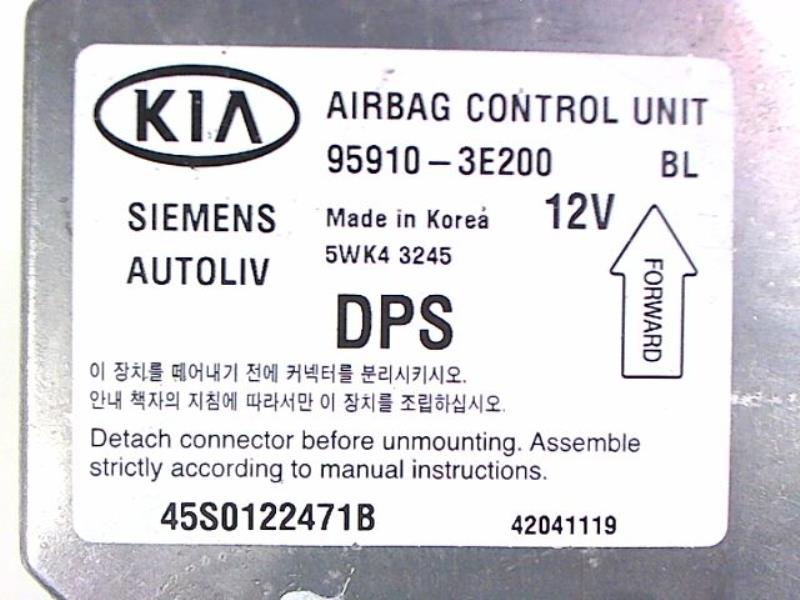 KIA AIRBAG CONTROL UNIT
95910-3E200 BL
SIEMENS Made in Korea 12V
AUTOLIV 5WK4 3245
FORWARD
DPS
이 장치를 떼어내기 전에 커넥터를 분리시키시오.
안내 책자의 지침에 따라서만 이 장치를 조립하십시오.
Detach connector before unmounting. Assemble
strictly according to manual instructions.
45S0122471B 42041119